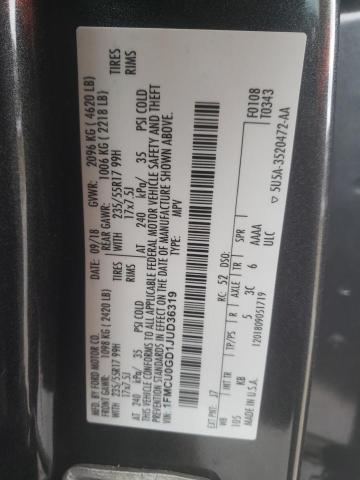 MFD. BY FORD MOTOR CO.
DATE: 09/18 GVWR: 2096 KG ( 4620 LB)
FRONT GAWR: 1098 KG ( 2420 LB) REAR GAWR: 1006 KG ( 2218 LB)
235/55R17 99H WITH 235/55R17 99H TIRES
17x7.5J 17x7.5J RIMS
AT 240 kPa/ 35 PSI COLD AT 240 kPa/ 35 PSI COLD
THIS VEHICLE CONFORMS TO ALL APPLICABLE FEDERAL MOTOR VEHICLE SAFETY AND THEFT
PREVENTION STANDARDS IN EFFECT ON THE DATE OF MANUFACTURE SHOWN ABOVE.
VIN: 1FMCU0GD1JUD36319 TYPE: MPV
F0108
T0343
EXT PNT: J7 RC: 52 DSO:
WB INT TR TP/PS R AXLE TR SPR
105 KB 5 3C 6 AAAA
MADE IN U.S.A. 1201809051719 ULC
5U5A-3520472-AA